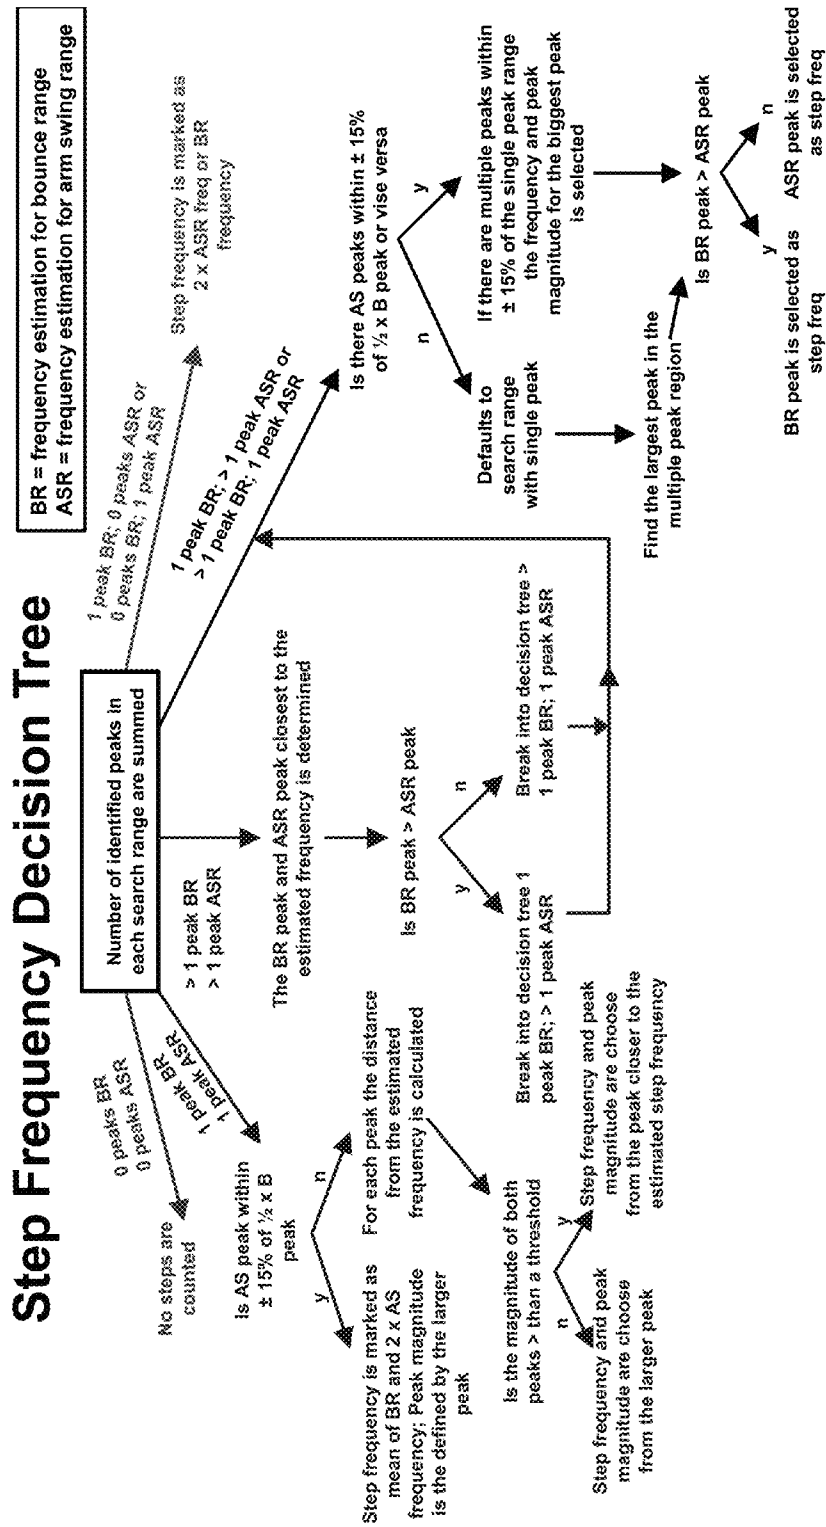 Step Frequency Decision Tree
BR = frequency estimation for bounce range
ASR = frequency estimation for arm swing range
Number of identified peaks in
each search range are summed
0 peaks BR
0 peaks ASR
No steps are
counted
1 peak BR
1 peak ASR
Is AS peak within
± 15% of ½ x B
peak
y
n
Step frequency is marked as
mean of BR and 2 x AS
frequency; Peak magnitude
is the defined by the larger
peak
For each peak the distance
from the estimated
frequency is calculated
Is the magnitude of both
peaks > than a threshold
n
y
Step frequency and peak
magnitude are choose
from the larger peak
Step frequency and peak
magnitude are choose
from the peak closer to the
estimated step frequency
> 1 peak BR
> 1 peak ASR
The BR peak and ASR peak closest to the
estimated frequency is determined
Is BR peak > ASR peak
y
n
Break into decision tree 1
peak BR; > 1 peak ASR
Break into decision tree >
1 peak BR; 1 peak ASR
1 peak BR; > 1 peak ASR or
> 1 peak BR; 1 peak ASR
Is there AS peaks within ± 15%
of ½ x B peak or vise versa
n
y
Defaults to
search range
with single peak
If there are multiple peaks within
± 15% of the single peak range
the frequency and peak
magnitude for the biggest peak
is selected
Find the largest peak in the
multiple peak region
Is BR peak > ASR peak
y
n
BR peak is selected as
step freq
ASR peak is selected
as step freq
1 peak BR; 0 peaks ASR or
0 peaks BR; 1 peak ASR
Step frequency is marked as
2 x ASR freq or BR
frequency